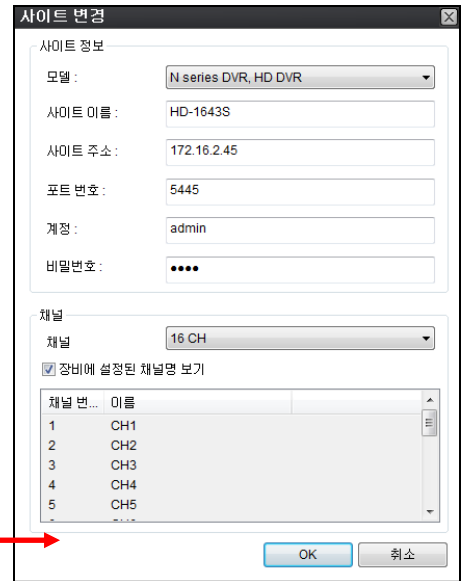 사이트 변경
사이트 정보
모델 : N series DVR, HD DVR
사이트 이름 : HD-1643S
사이트 주소 : 172.16.2.45
포트 번호 : 5445
계정 : admin
비밀번호 : ●●●●
채널
채널 16 CH
장비에 설정된 채널명 보기
채널 변... 이름
1 CH1
2 CH2
3 CH3
4 CH4
5 CH5
OK 취소